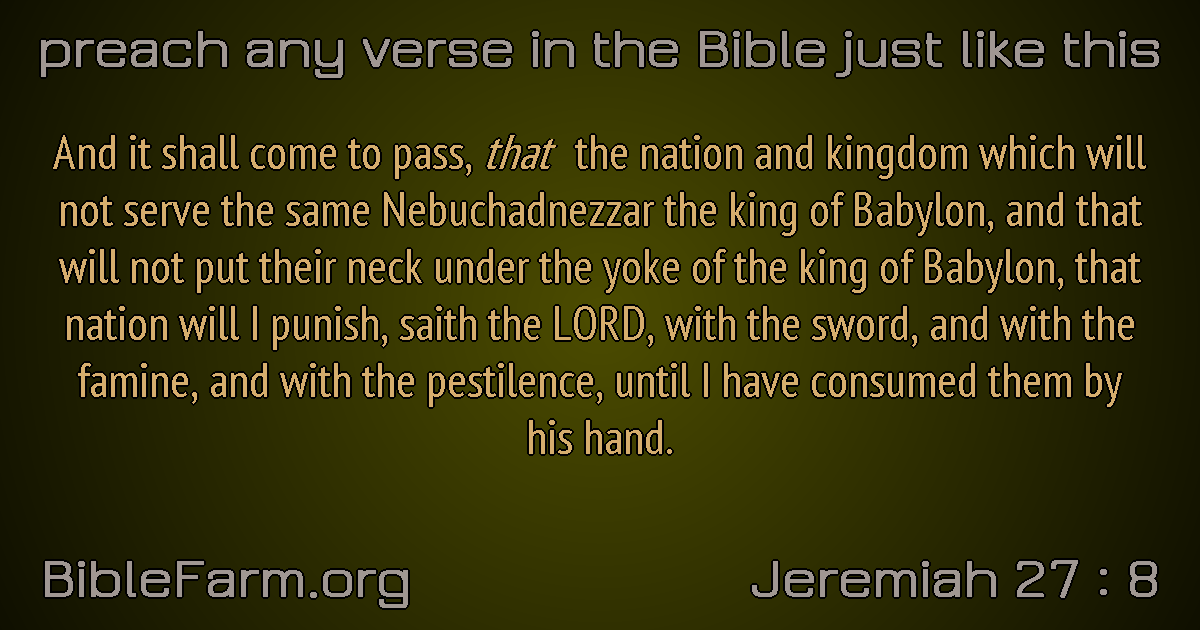 preach any verse in the Bible just like this
And it shall come to pass, that the nation and kingdom which will
not serve the same Nebuchadnezzar the king of Babylon, and that
will not put their neck under the yoke of the king of Babylon, that
nation will I punish, saith the LORD, with the sword, and with the
famine, and with the pestilence, until I have consumed them by
his hand.
BibleFarm.org
Jeremiah 27 : 8